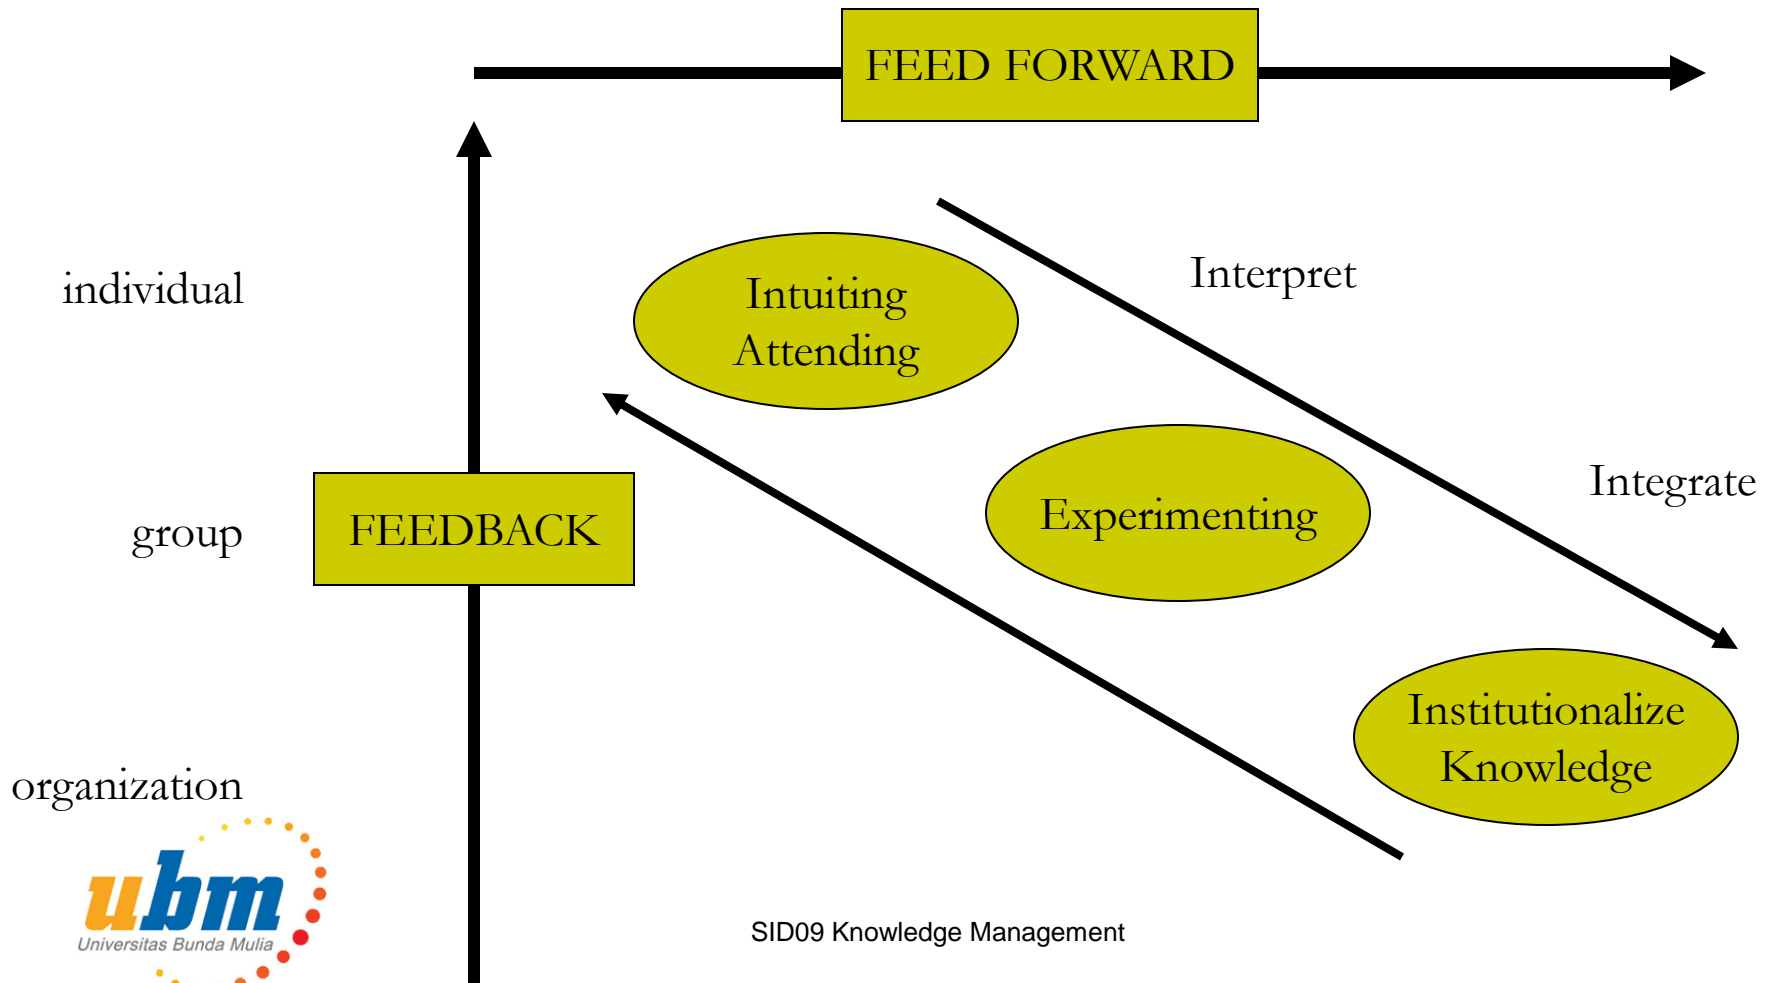 FEED FORWARD
individual
Intuiting
Attending
Interpret
group
FEEDBACK
Experimenting
Integrate
organization
Institutionalize
Knowledge
ubm
Universitas Bunda Mulia
SID09 Knowledge Management